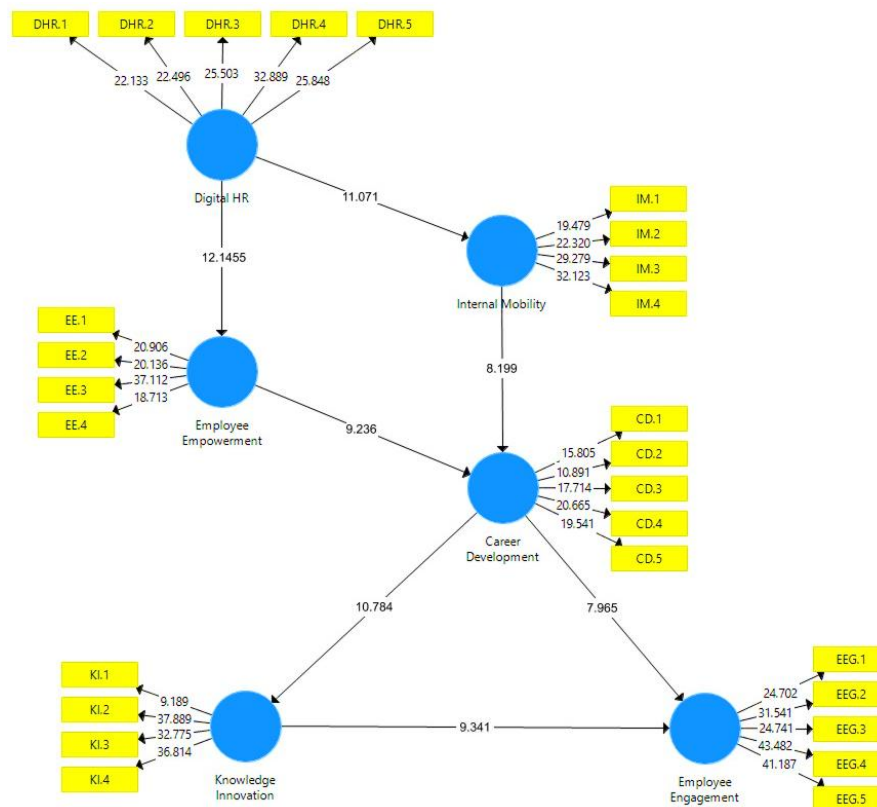 DHR.1
DHR.2
DHR.3
DHR.4
DHR.5
22.133
22.496
25.503
32.889
25.848
Digital HR
11.071
12.1455
IM.1
IM.2
IM.3
IM.4
19.479
22.320
29.279
32.123
Internal Mobility
8.199
EE.1
EE.2
EE.3
EE.4
20.906
20.136
37.112
18.713
Employee
Empowerment
9.236
CD.1
CD.2
CD.3
CD.4
CD.5
15.805
10.891
17.714
20.665
19.541
Career
Development
10.784
7.965
KI.1
KI.2
KI.3
KI.4
9.189
37.889
32.775
36.814
Knowledge
Innovation
9.341
EEG.1
EEG.2
EEG.3
EEG.4
EEG.5
24.702
31.541
24.741
43.482
41.187
Employee
Engagement